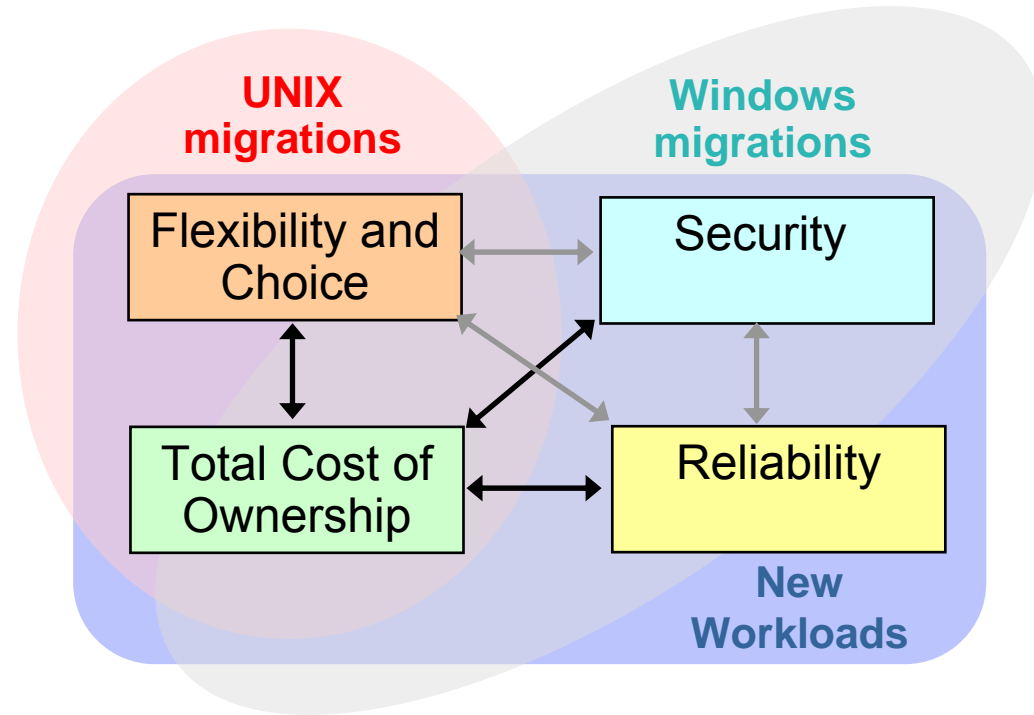 UNIX
migrations
Windows
migrations
Flexibility and
Choice
Security
Total Cost of
Ownership
Reliability
New
Workloads